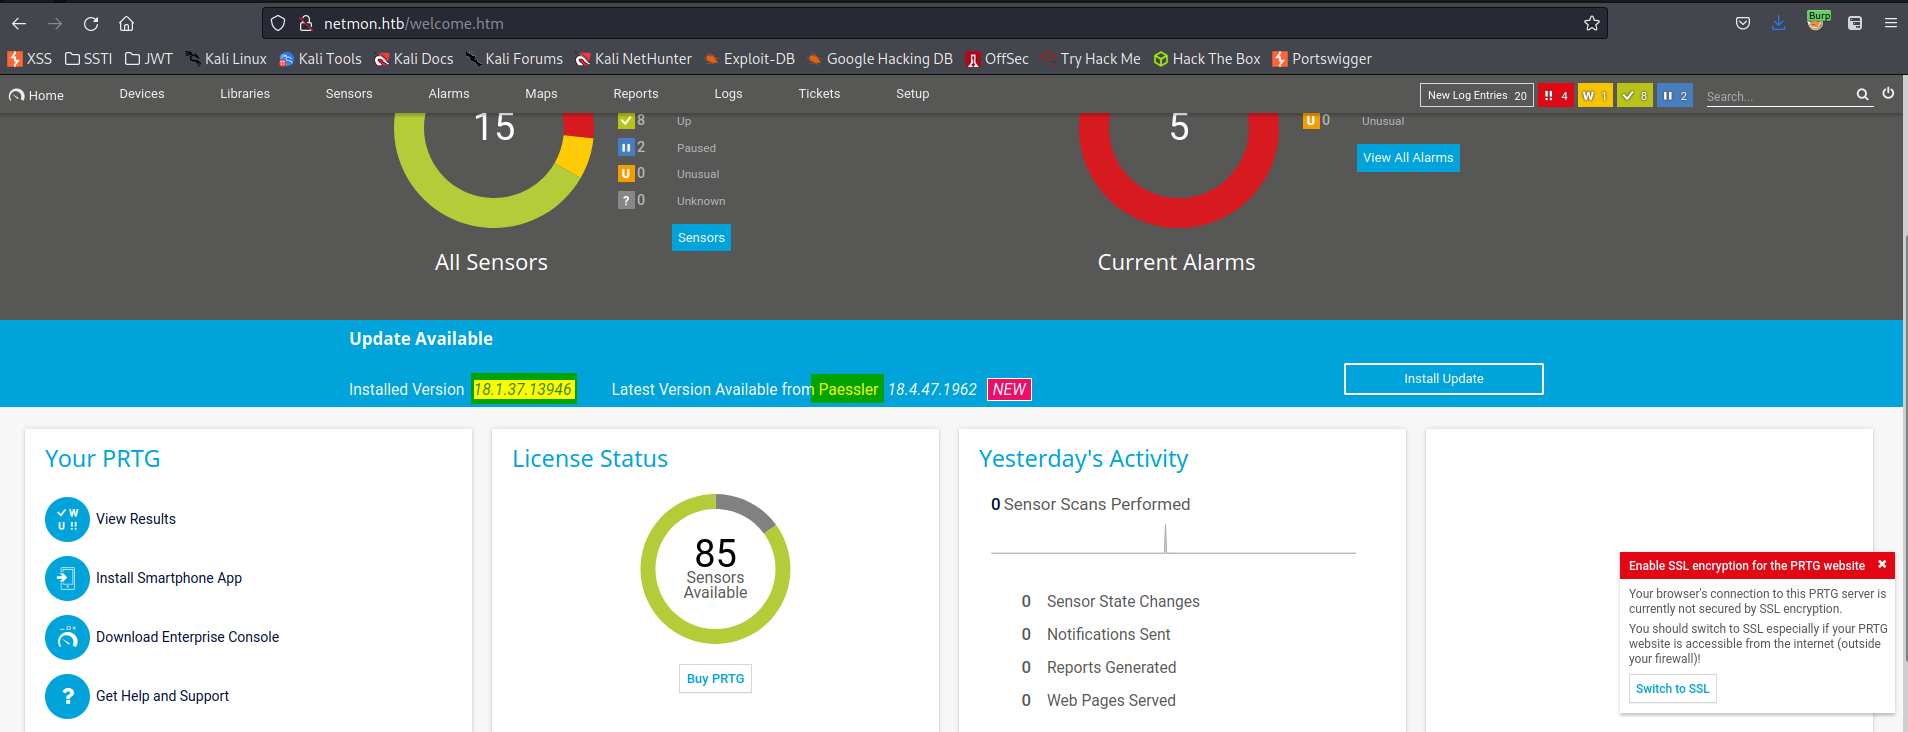 netmon.htb/welcome.htm
Burp
XSS SSTI JWT Kali Linux Kali Tools Kali Docs Kali Forums Kali NetHunter Exploit-DB Google Hacking DB OffSec Try Hack Me Hack The Box Portswigger
Home Devices Libraries Sensors Alarms Maps Reports Logs Tickets Setup New Log Entries 20 !! 4 W 1 8 2 Search...
15 8 Up 5 U 0 Unusual
2 Paused
View All Alarms
U 0 Unusual
? 0 Unknown
Sensors
All Sensors Current Alarms
Update Available
Installed Version 18.1.37.13946 Latest Version Available from Paessler 18.4.47.1962 NEW Install Update
Your PRTG
View Results
Install Smartphone App
Download Enterprise Console
Get Help and Support
License Status
85
Sensors
Available
Buy PRTG
Yesterday's Activity
0 Sensor Scans Performed
0 Sensor State Changes
0 Notifications Sent
0 Reports Generated
0 Web Pages Served
Enable SSL encryption for the PRTG website
Your browser's connection to this PRTG server is
currently not secured by SSL encryption.
You should switch to SSL especially if your PRTG
website is accessible from the internet (outside
your firewall)!
Switch to SSL